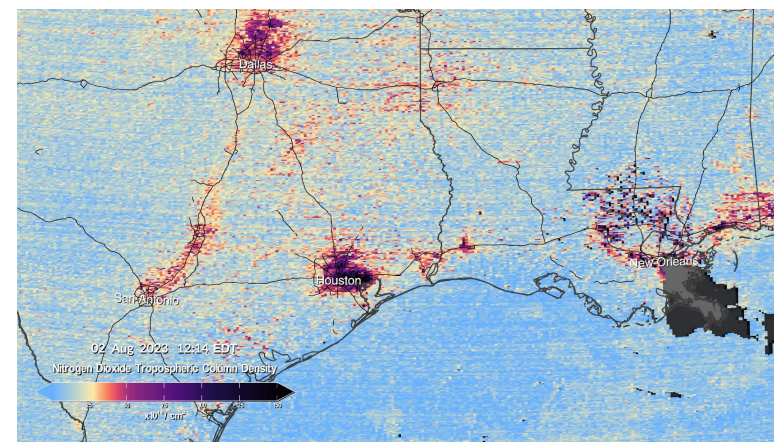 Dallas
New Orleans
Houston
San Antonio
02 Aug 2023 12:14 EDT
Nitrogen Dioxide Tropospheric Column Density